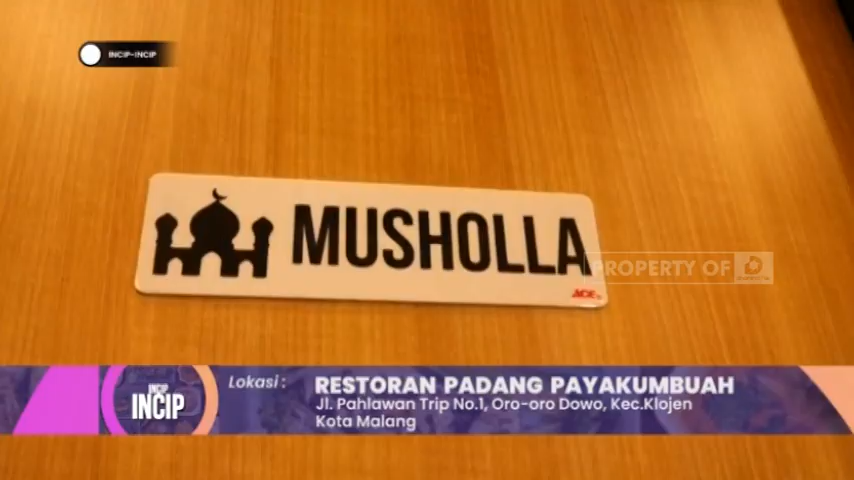 INCIP-INCIP
MUSHOLLA
ACE
PROPERTY OF
INCIP
INCIP
Lokasi :
RESTORAN PADANG PAYAKUMBUAH
Jl. Pahlawan Trip No.1, Oro-oro Dowo, Kec.Klojen
Kota Malang